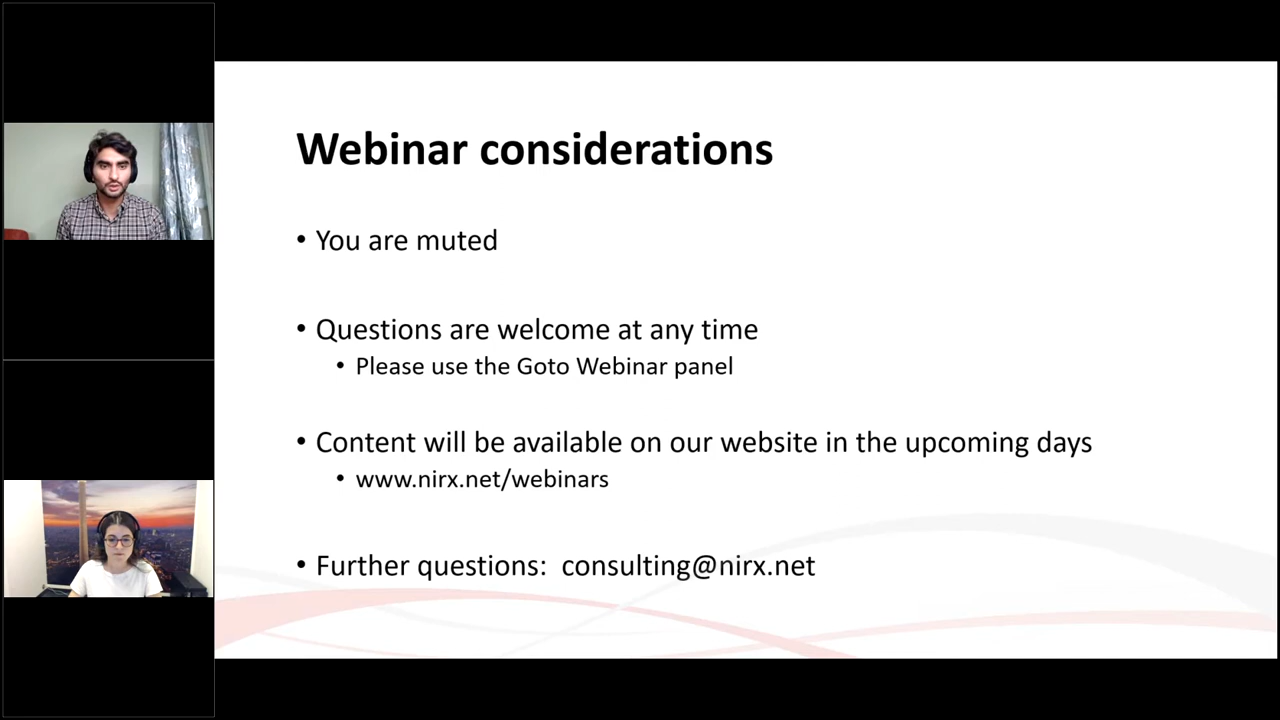 Webinar considerations
• You are muted
• Questions are welcome at any time
• Please use the Goto Webinar panel
• Content will be available on our website in the upcoming days
• www.nirx.net/webinars
• Further questions: consulting@nirx.net